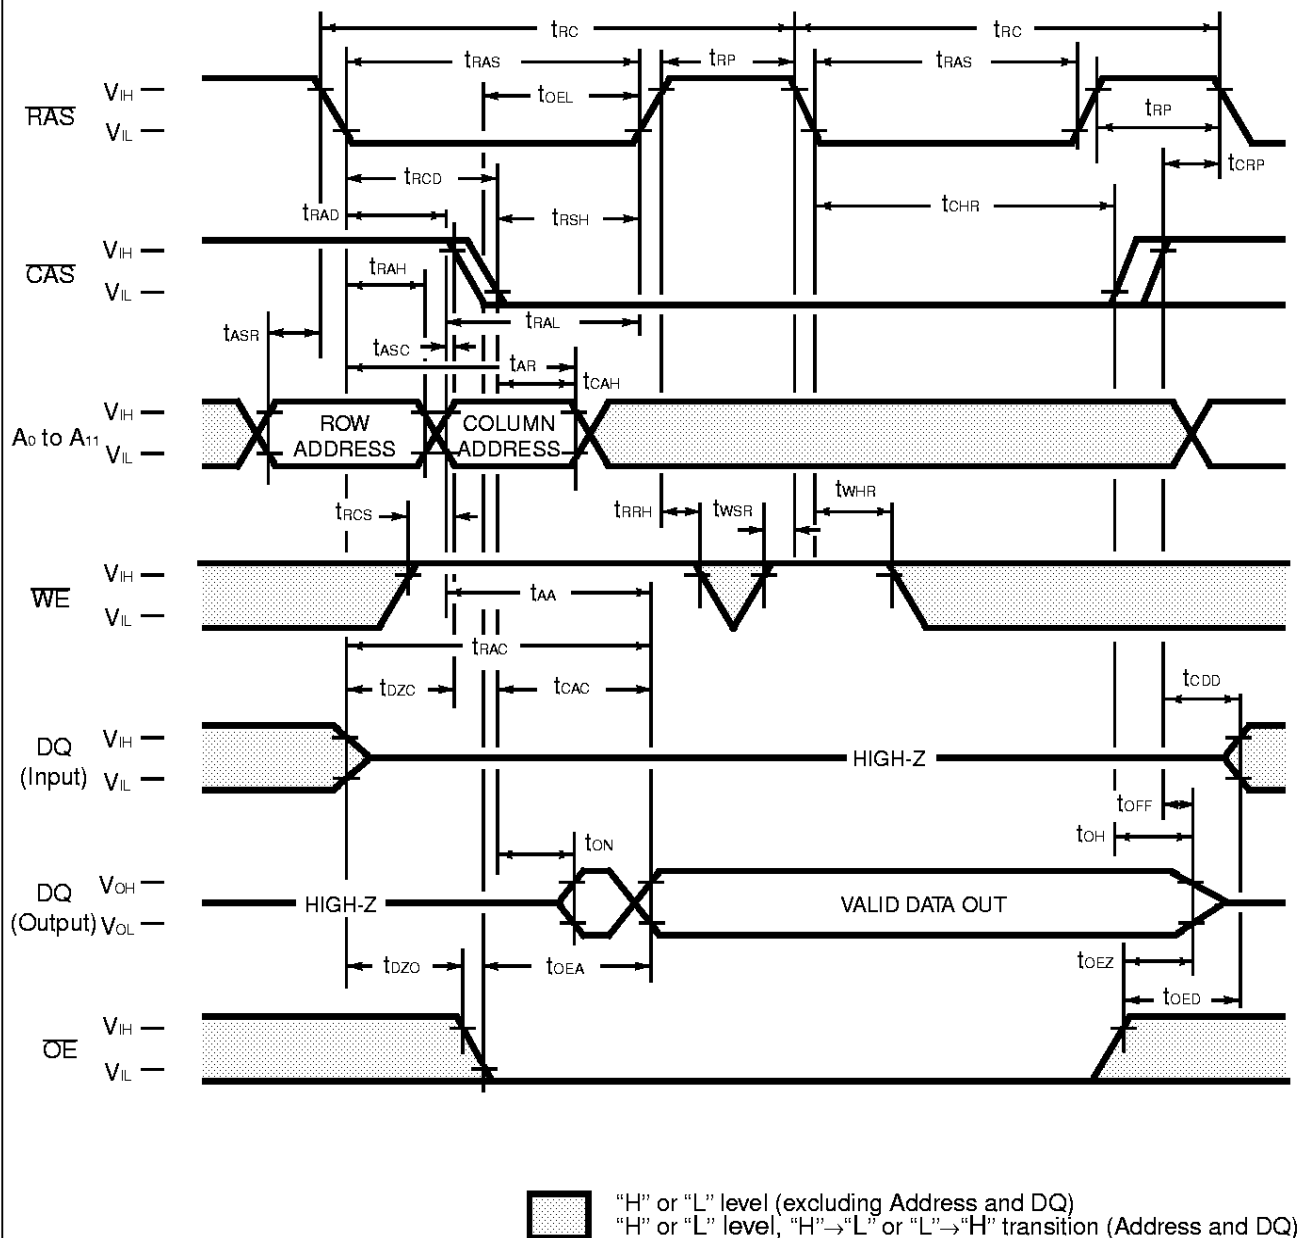 tRC tRC
tRAS tRP tRAS
tOEL
RAS VIH VIL
tRP
tCRP
tRCD
tRAD tRSH tCHR
CAS VIH VIL
tRAH
tRAL
tASR
tASC
tAR
tCAH
A0 to A11 VIH VIL
ROW ADDRESS
COLUMN ADDRESS
tRCS tRRH tWSR tWHR
WE VIH VIL
tAA
tRAC
tDZC tCAC tCDD
DQ (Input) VIH VIL
HIGH-Z
tOFF
tOH
tON
DQ (Output) VOH VOL
HIGH-Z VALID DATA OUT
tDZO tOEA tOEZ
tOED
OE VIH VIL
“H” or “L” level (excluding Address and DQ)
“H” or “L” level, “H”→“L” or “L”→“H” transition (Address and DQ)